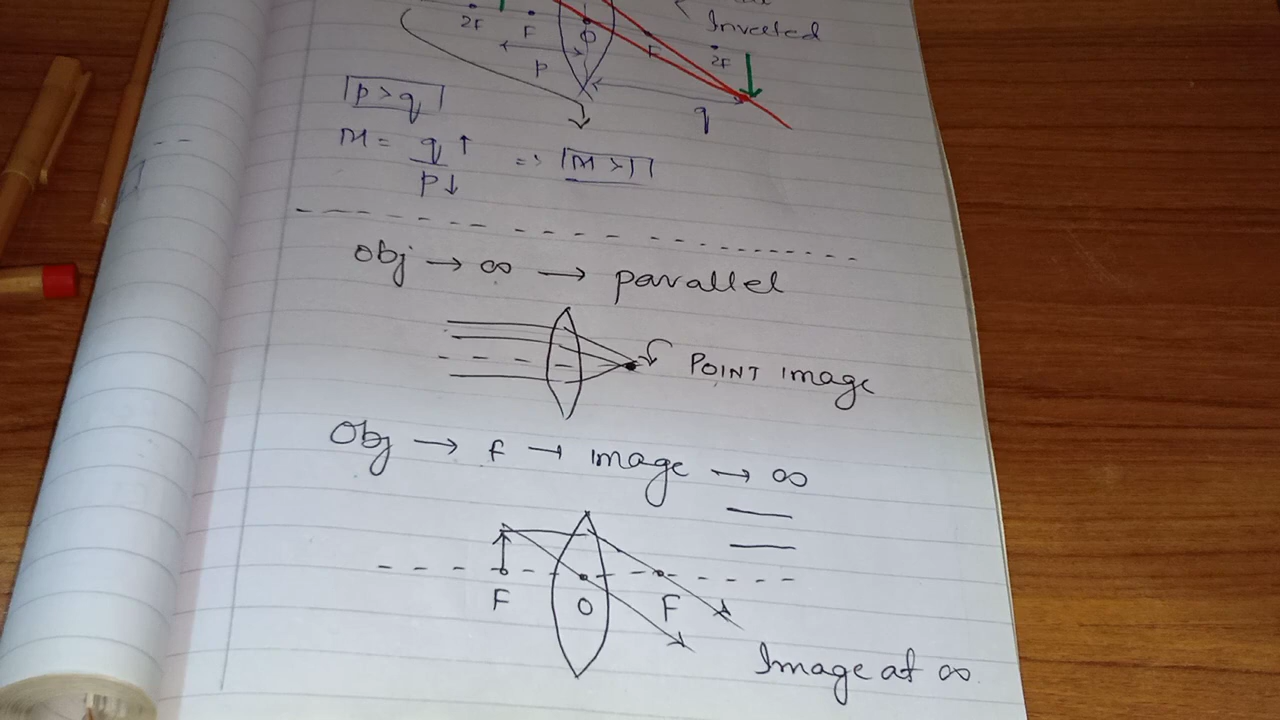 Inverted
2F F O F 2F
p
q
p > q
M = q ↑ => M > 1
p ↓
Obj → ∞ → parallel
POINT image
Obj → f → image → ∞
F O F
Image at ∞